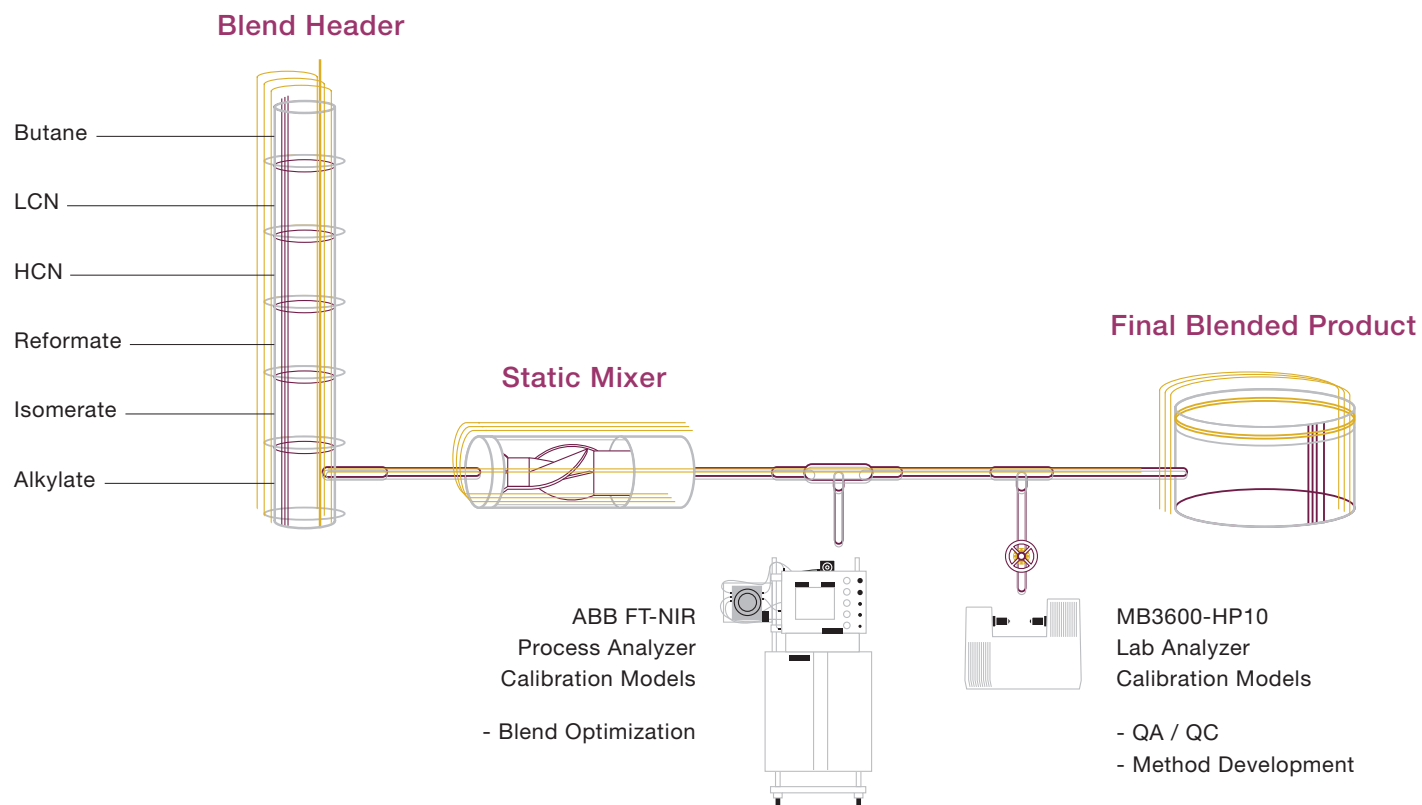 Blend Header
Butane
LCN
HCN
Reformate
Isomerate
Alkylate
Static Mixer
Final Blended Product
ABB FT-NIR
Process Analyzer
Calibration Models
- Blend Optimization
MB3600-HP10
Lab Analyzer
Calibration Models
- QA / QC
- Method Development